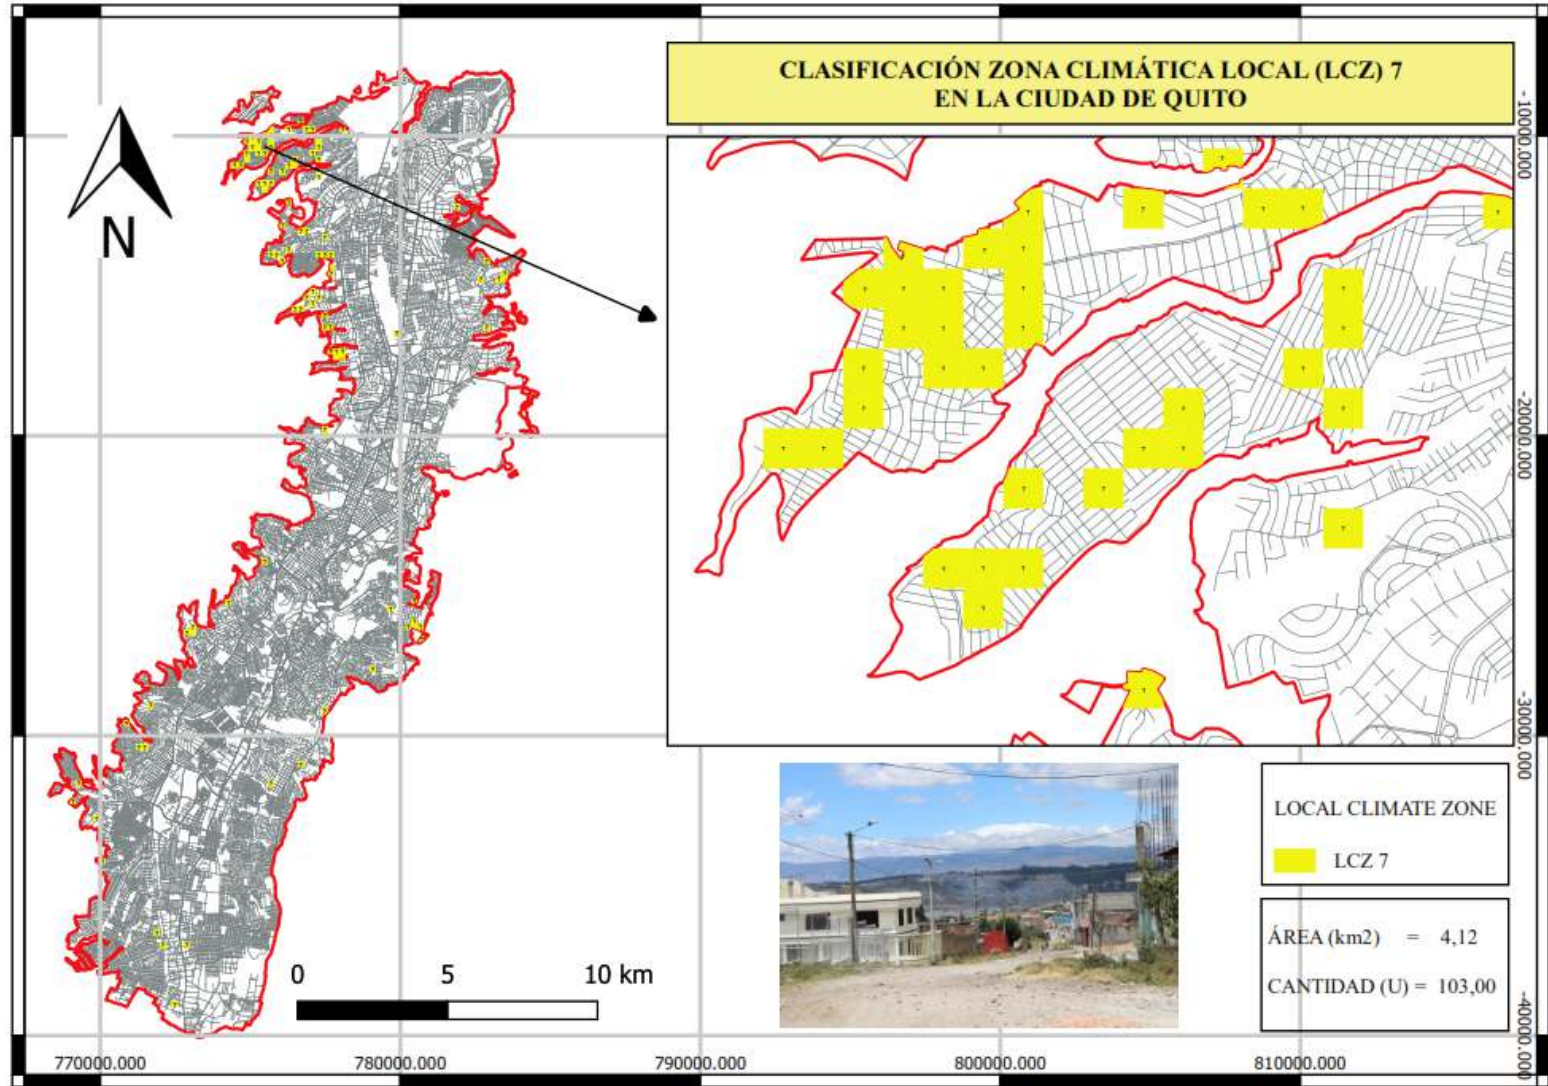 CLASIFICACIÓN ZONA CLIMÁTICA LOCAL (LCZ) 7
EN LA CIUDAD DE QUITO
N
0 5 10 km
LOCAL CLIMATE ZONE
LCZ 7
ÁREA (km2) = 4,12
CANTIDAD (U) = 103,00
770000.000 780000.000 790000.000 800000.000 810000.000
-10000.000
-20000.000
-30000.000
-40000.000